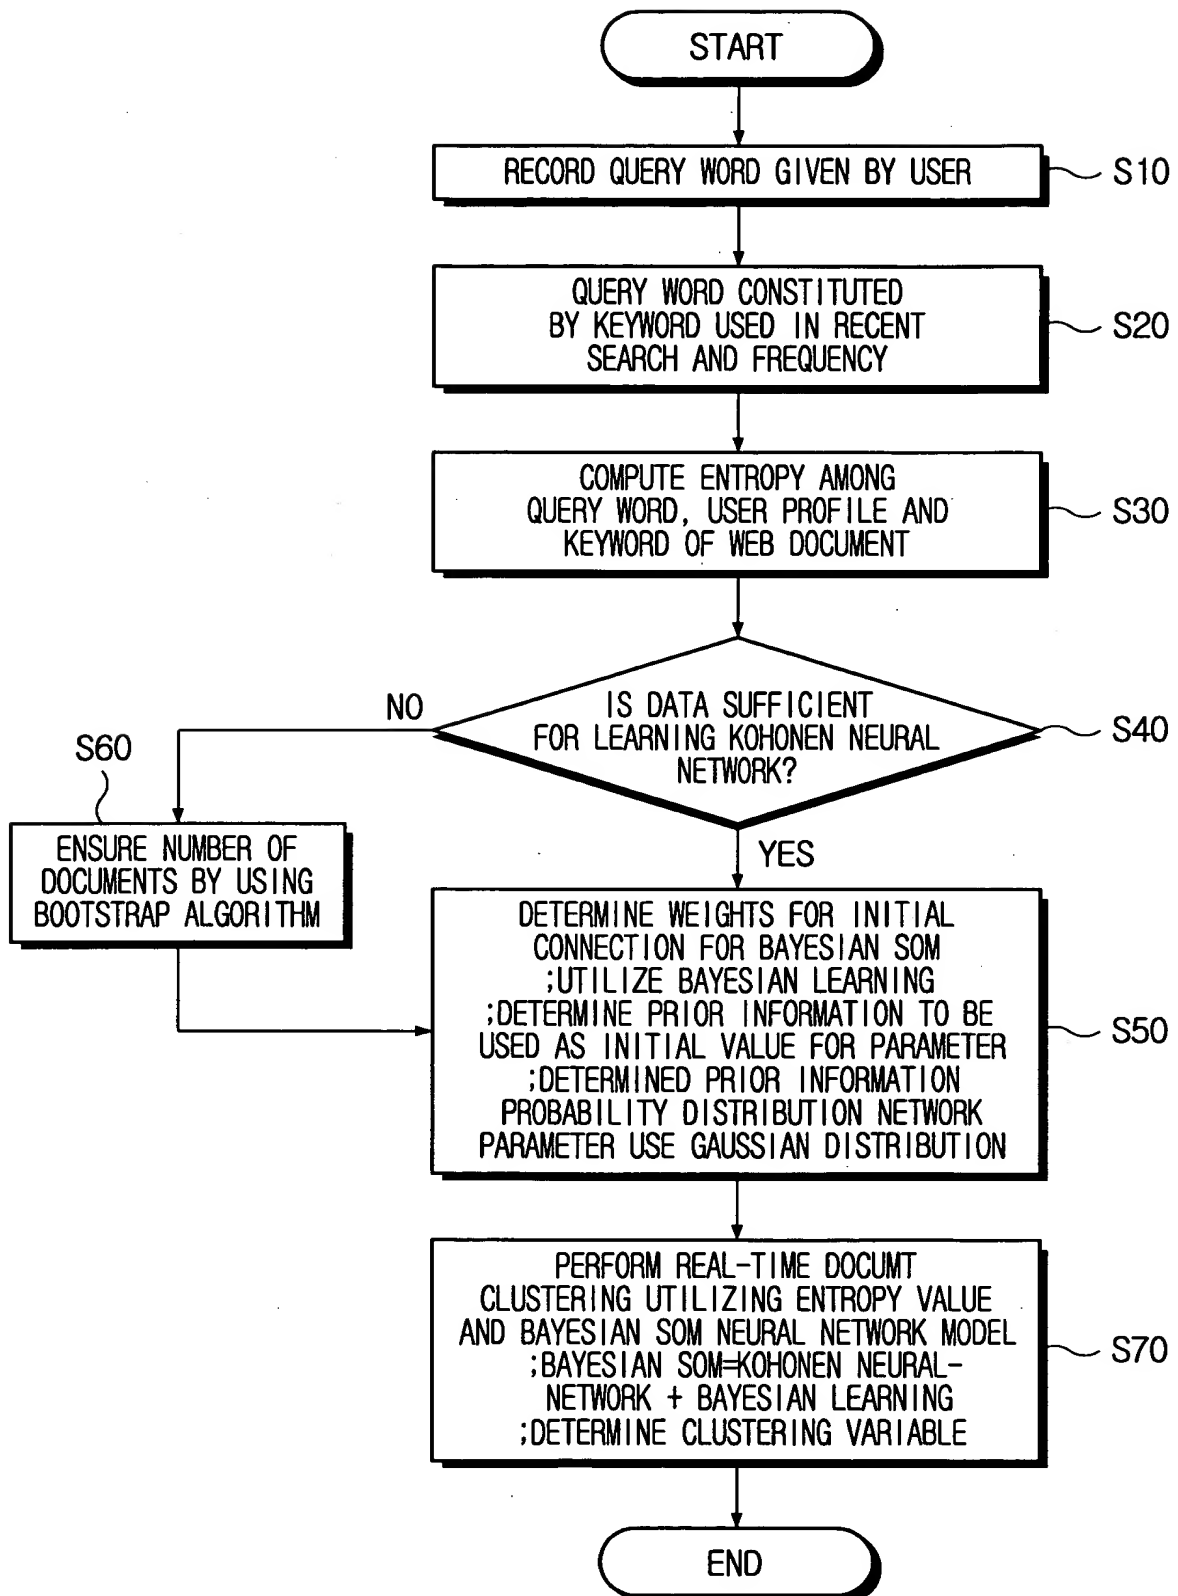 START
RECORD QUERY WORD GIVEN BY USER
S10
QUERY WORD CONSTITUTED
BY KEYWORD USED IN RECENT
SEARCH AND FREQUENCY
S20
COMPUTE ENTROPY AMONG
QUERY WORD, USER PROFILE AND
KEYWORD OF WEB DOCUMENT
S30
IS DATA SUFFICIENT
FOR LEARNING KOHONEN NEURAL
NETWORK?
S40
NO
S60
ENSURE NUMBER OF
DOCUMENTS BY USING
BOOTSTRAP ALGORITHM
YES
DETERMINE WEIGHTS FOR INITIAL
CONNECTION FOR BAYESIAN SOM
;UTILIZE BAYESIAN LEARNING
;DETERMINE PRIOR INFORMATION TO BE
USED AS INITIAL VALUE FOR PARAMETER
;DETERMINED PRIOR INFORMATION
PROBABILITY DISTRIBUTION NETWORK
PARAMETER USE GAUSSIAN DISTRIBUTION
S50
PERFORM REAL-TIME DOCUMT
CLUSTERING UTILIZING ENTROPY VALUE
AND BAYESIAN SOM NEURAL NETWORK MODEL
;BAYESIAN SOM=KOHONEN NEURAL-
NETWORK + BAYESIAN LEARNING
;DETERMINE CLUSTERING VARIABLE
S70
END